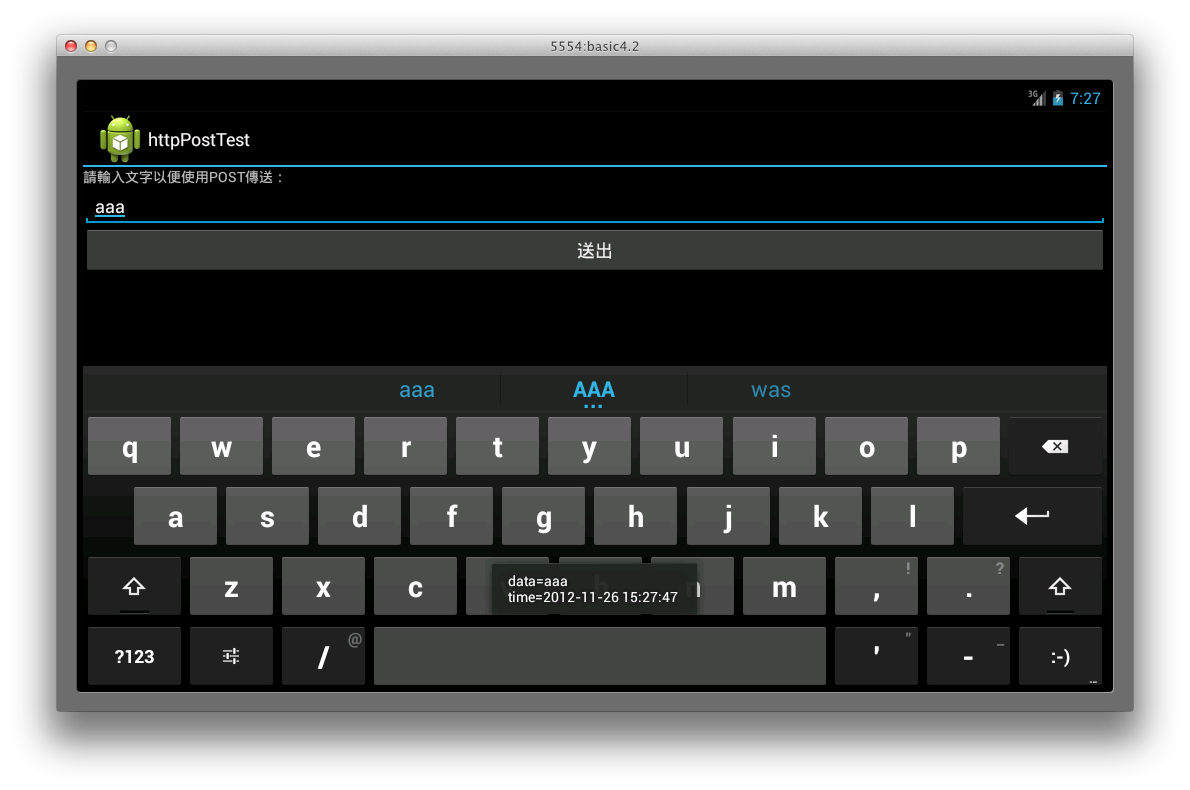 5554:basic4.2
3G 7:27
httpPostTest
請輸入文字以便使用POST傳送：
aaa
送出
aaa AAA was
q w e r t y u i o p
a s d f g h j k l
z x c v b n m , ! . ?
data=aaa
time=2012-11-26 15:27:47
?123 / @ ' " - _ :-)